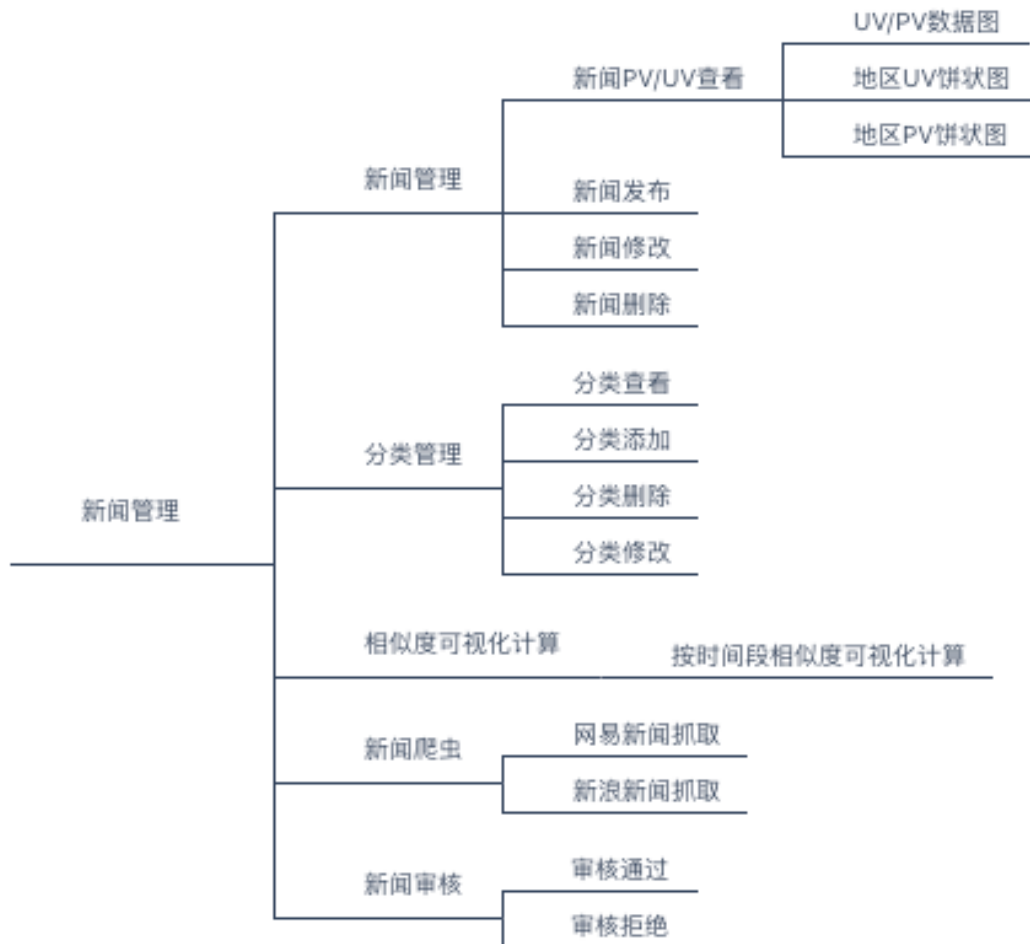 UV/PV数据图
新闻PV/UV查看
地区UV饼状图
地区PV饼状图
新闻管理
新闻发布
新闻修改
新闻删除
分类查看
分类管理
分类添加
分类删除
新闻管理
分类修改
相似度可视化计算
按时间段相似度可视化计算
网易新闻抓取
新闻爬虫
新浪新闻抓取
审核通过
新闻审核
审核拒绝